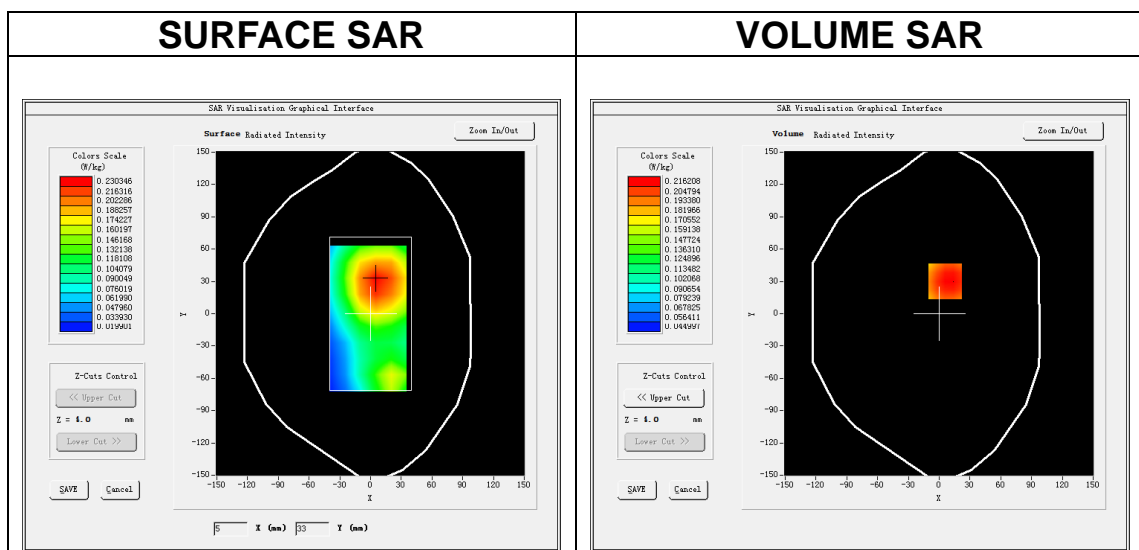 SURFACE SAR
VOLUME SAR
SAR Visualisation Graphical Interface
Surface Radiated Intensity
Zoom In/Out
Colors Scale
(W/kg)
0.230346
0.216316
0.202286
0.188257
0.174227
0.160197
0.146168
0.132138
0.118108
0.104079
0.090049
0.076019
0.061990
0.047960
0.033930
0.019901
Z-Cuts Control
<< Upper Cut
Z = 4.0 mm
Lower Cut >>
SAVE Cancel
150
120
90
60
30
0
-30
-60
-90
-120
-150
Y
-150 -120 -90 -60 -30 0 30 60 90 120 150
X
5 X (mm) 33 Y (mm)
SAR Visualisation Graphical Interface
Volume Radiated Intensity
Zoom In/Out
Colors Scale
(W/kg)
0.216208
0.204794
0.193380
0.181966
0.170552
0.159138
0.147724
0.136310
0.124896
0.113482
0.102068
0.090654
0.079239
0.067825
0.056411
0.044997
Z-Cuts Control
<< Upper Cut
Z = 4.0 mm
Lower Cut >>
SAVE Cancel
150
120
90
60
30
0
-30
-60
-90
-120
-150
Y
-150 -120 -90 -60 -30 0 30 60 90 120 150
X